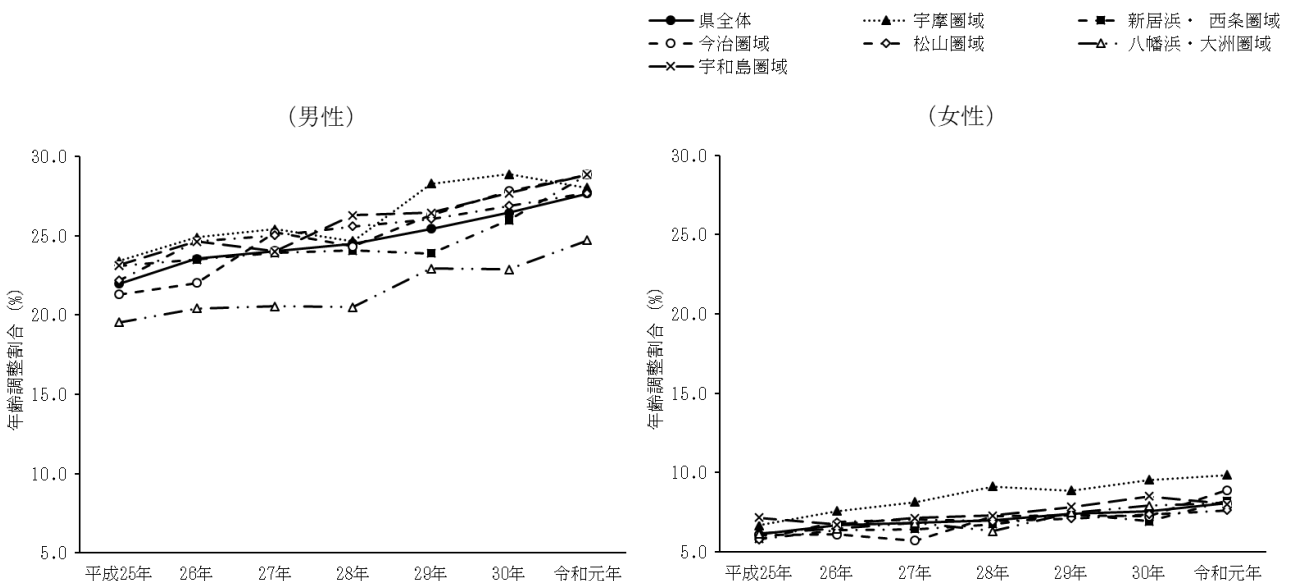 県全体
宇摩圏域
新居浜・ 西条圏域
今治圏域
松山圏域
八幡浜・大洲圏域
宇和島圏域
(男性)
年齢調整割合 (%)
30.0
25.0
20.0
15.0
10.0
5.0
平成25年 26年 27年 28年 29年 30年 令和元年
(女性)
年齢調整割合 (%)
30.0
25.0
20.0
15.0
10.0
5.0
平成25年 26年 27年 28年 29年 30年 令和元年